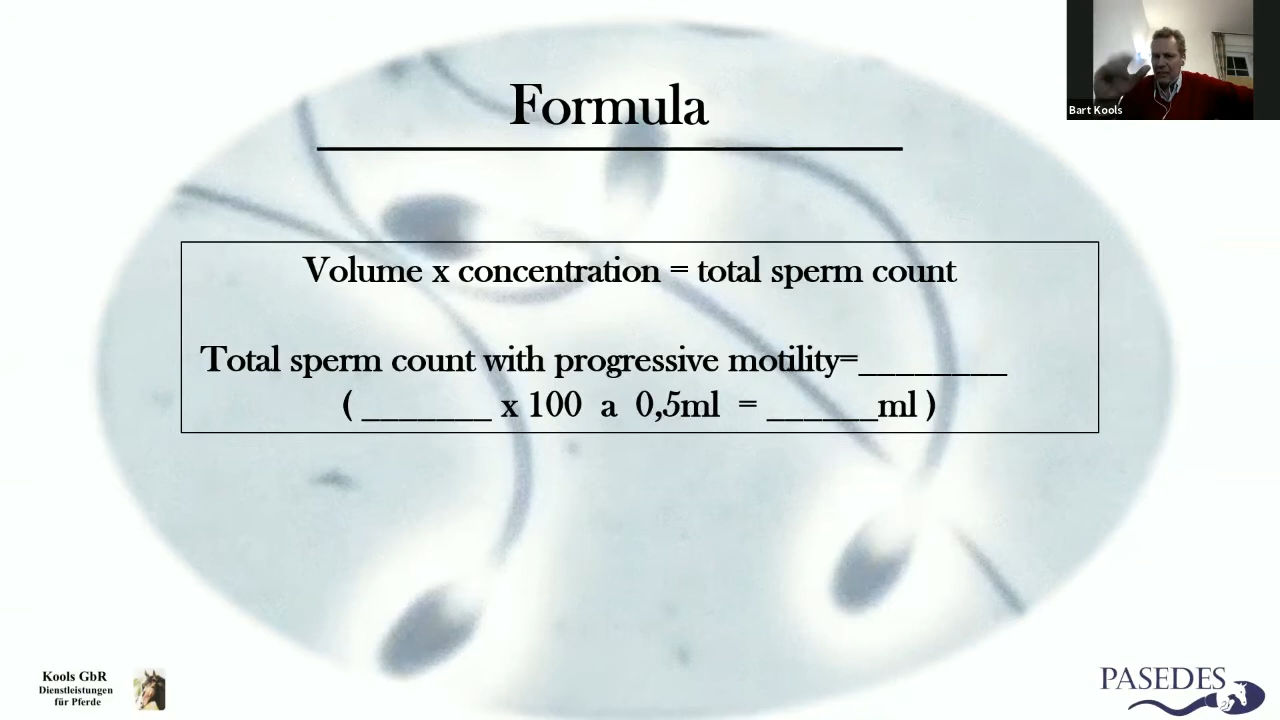 Bart Kools
Formula
Volume x concentration = total sperm count
Total sperm count with progressive motility=________
( _______ x 100 a 0,5ml = ______ml )
Kools GbR
Dienstleistungen
für Pferde
PASEDES